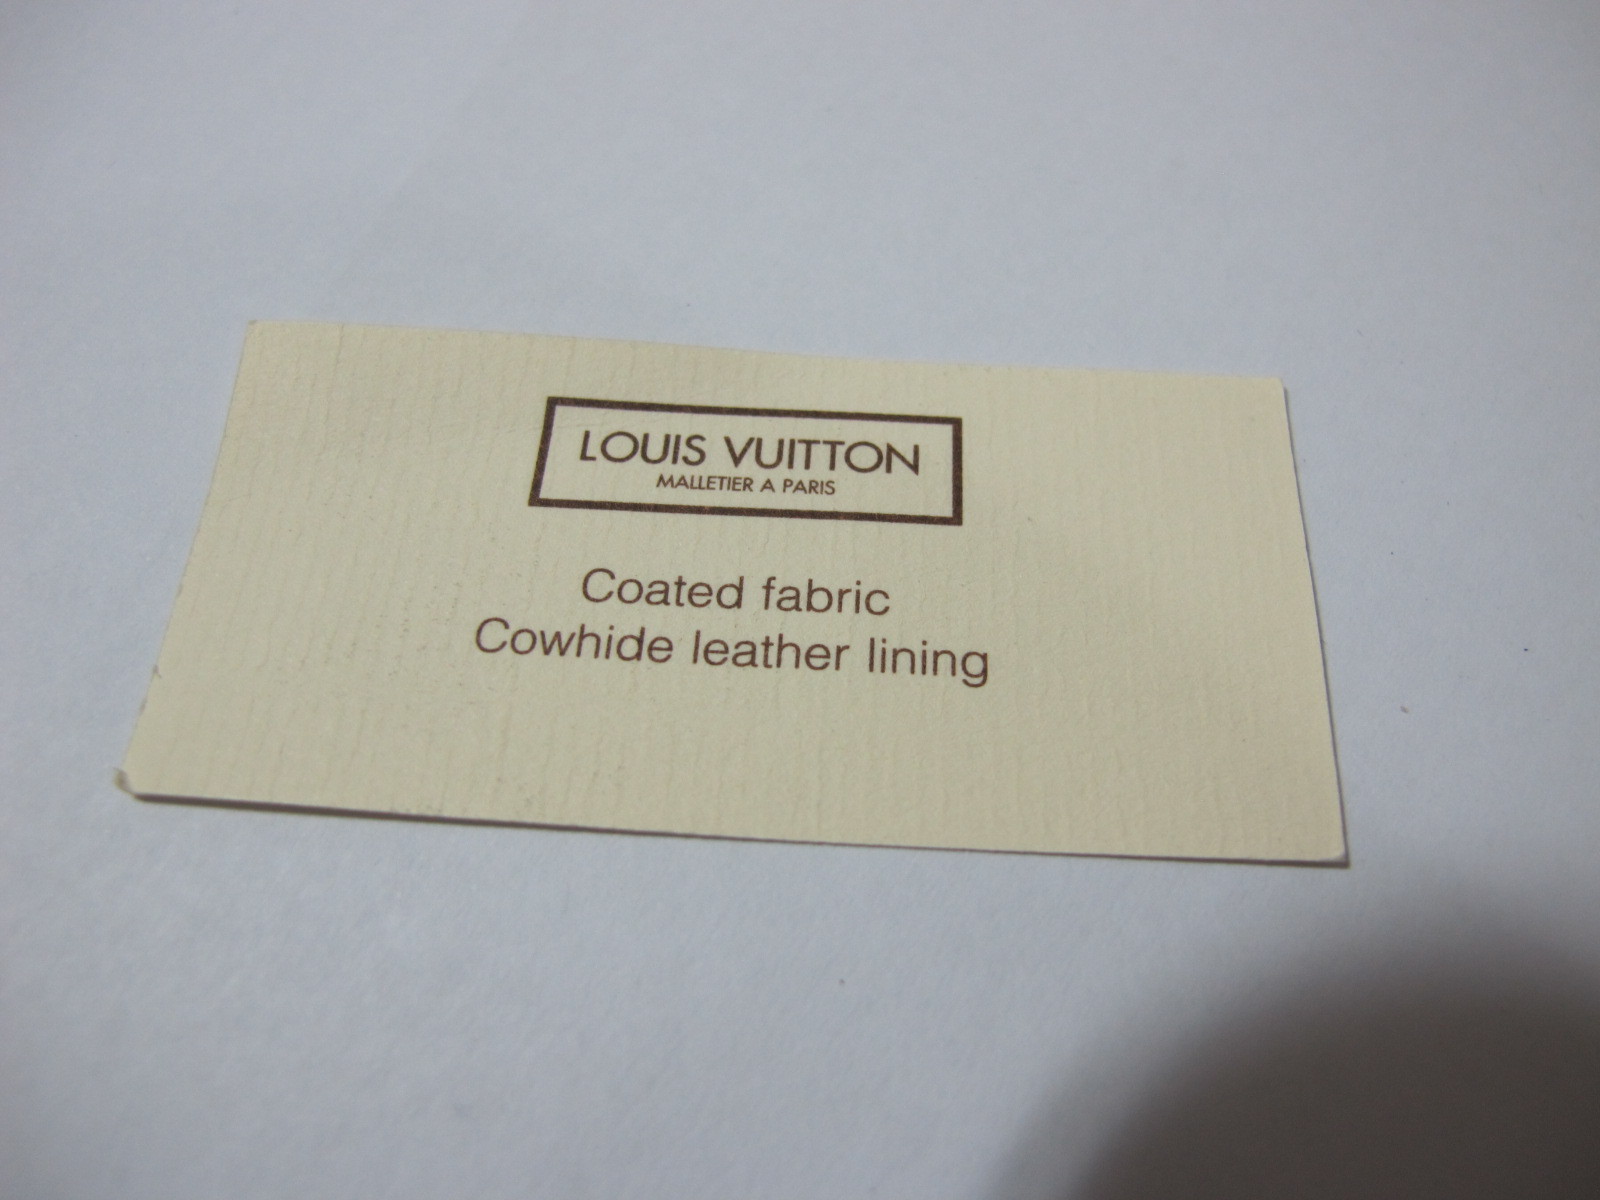 LOUIS VUITTON
MALLETIER A PARIS
Coated fabric
Cowhide leather lining